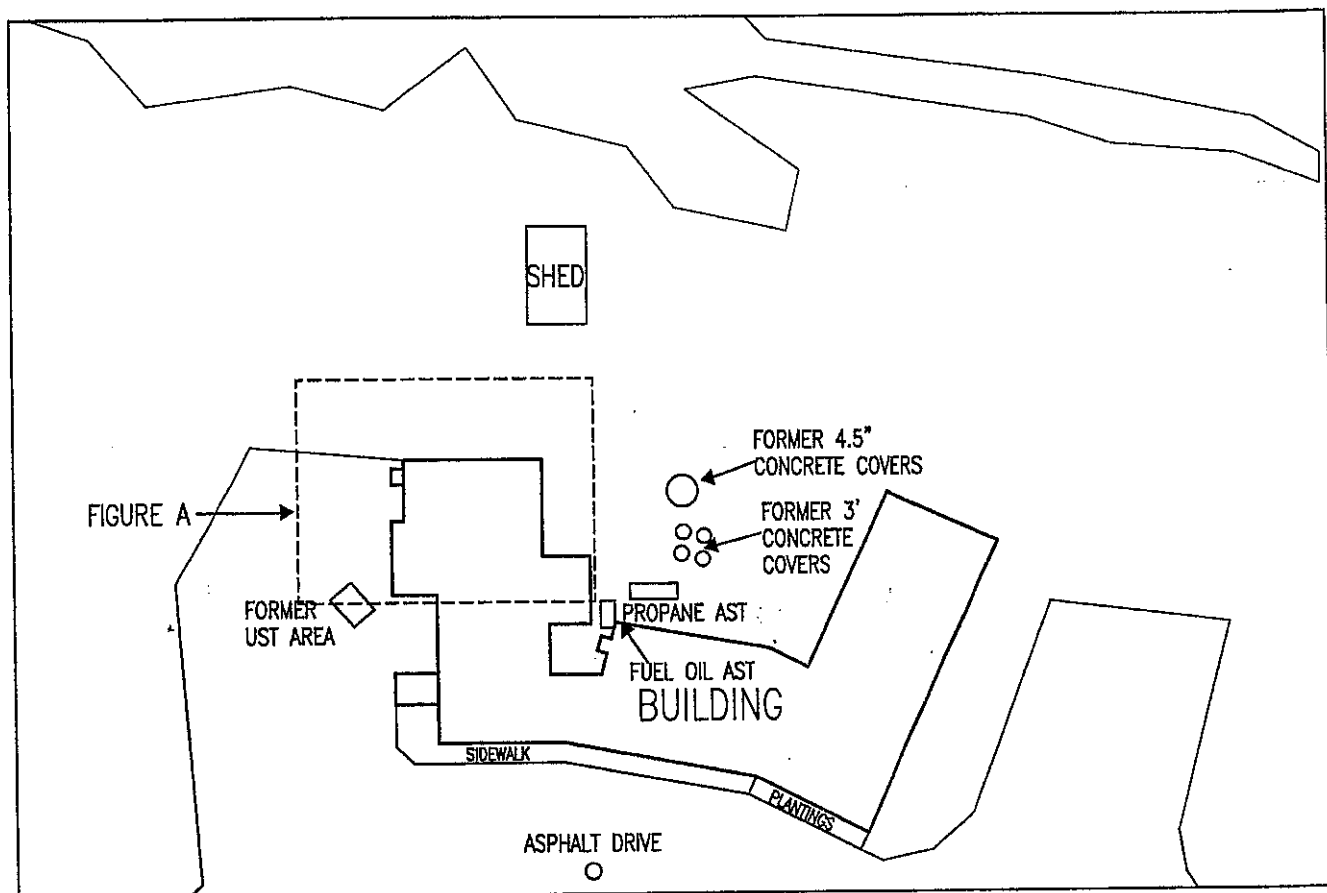 SHED
FORMER 4.5"
CONCRETE COVERS
FIGURE A
FORMER 3'
CONCRETE
COVERS
FORMER
UST AREA
PROPANE AST
FUEL OIL AST
BUILDING
SIDEWALK
PLANTINGS
ASPHALT DRIVE